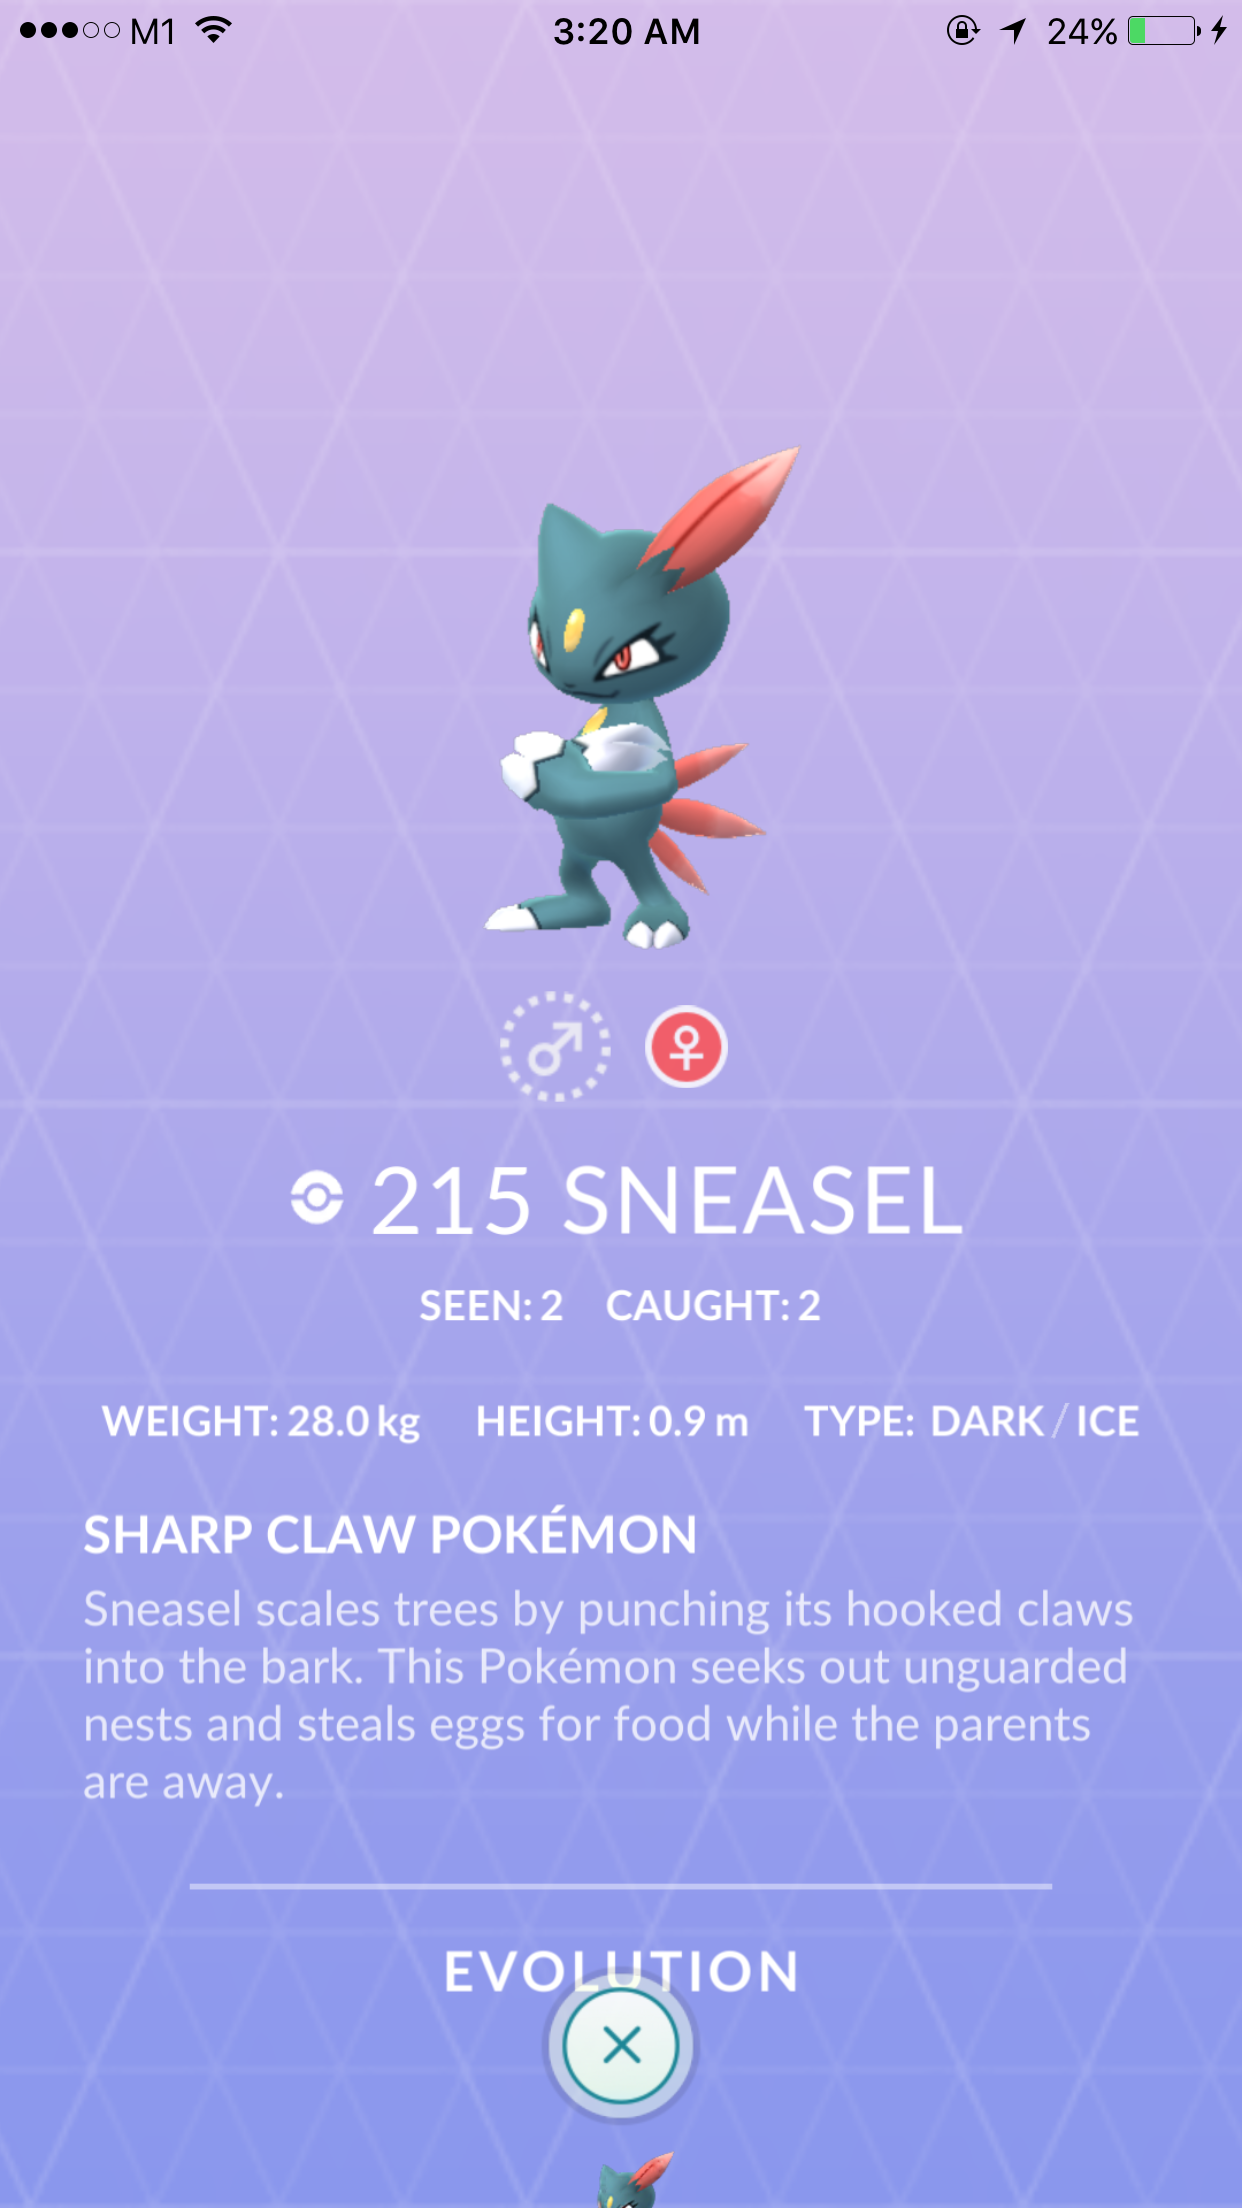 M1 3:20 AM 24%
215 SNEASEL
SEEN: 2 CAUGHT: 2
WEIGHT: 28.0 kg HEIGHT: 0.9 m TYPE: DARK / ICE
SHARP CLAW POKÉMON
Sneasel scales trees by punching its hooked claws
into the bark. This Pokémon seeks out unguarded
nests and steals eggs for food while the parents
are away.
EVOLUTION